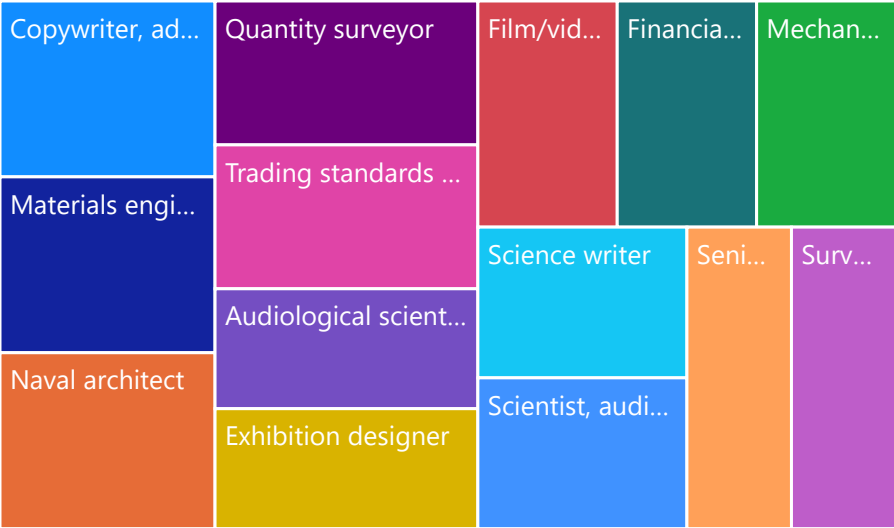 Copywriter, ad...
Quantity surveyor
Film/vid...
Financia...
Mechan...
Trading standards ...
Materials engi...
Science writer
Seni...
Surv...
Audiological scient...
Naval architect
Scientist, audi...
Exhibition designer